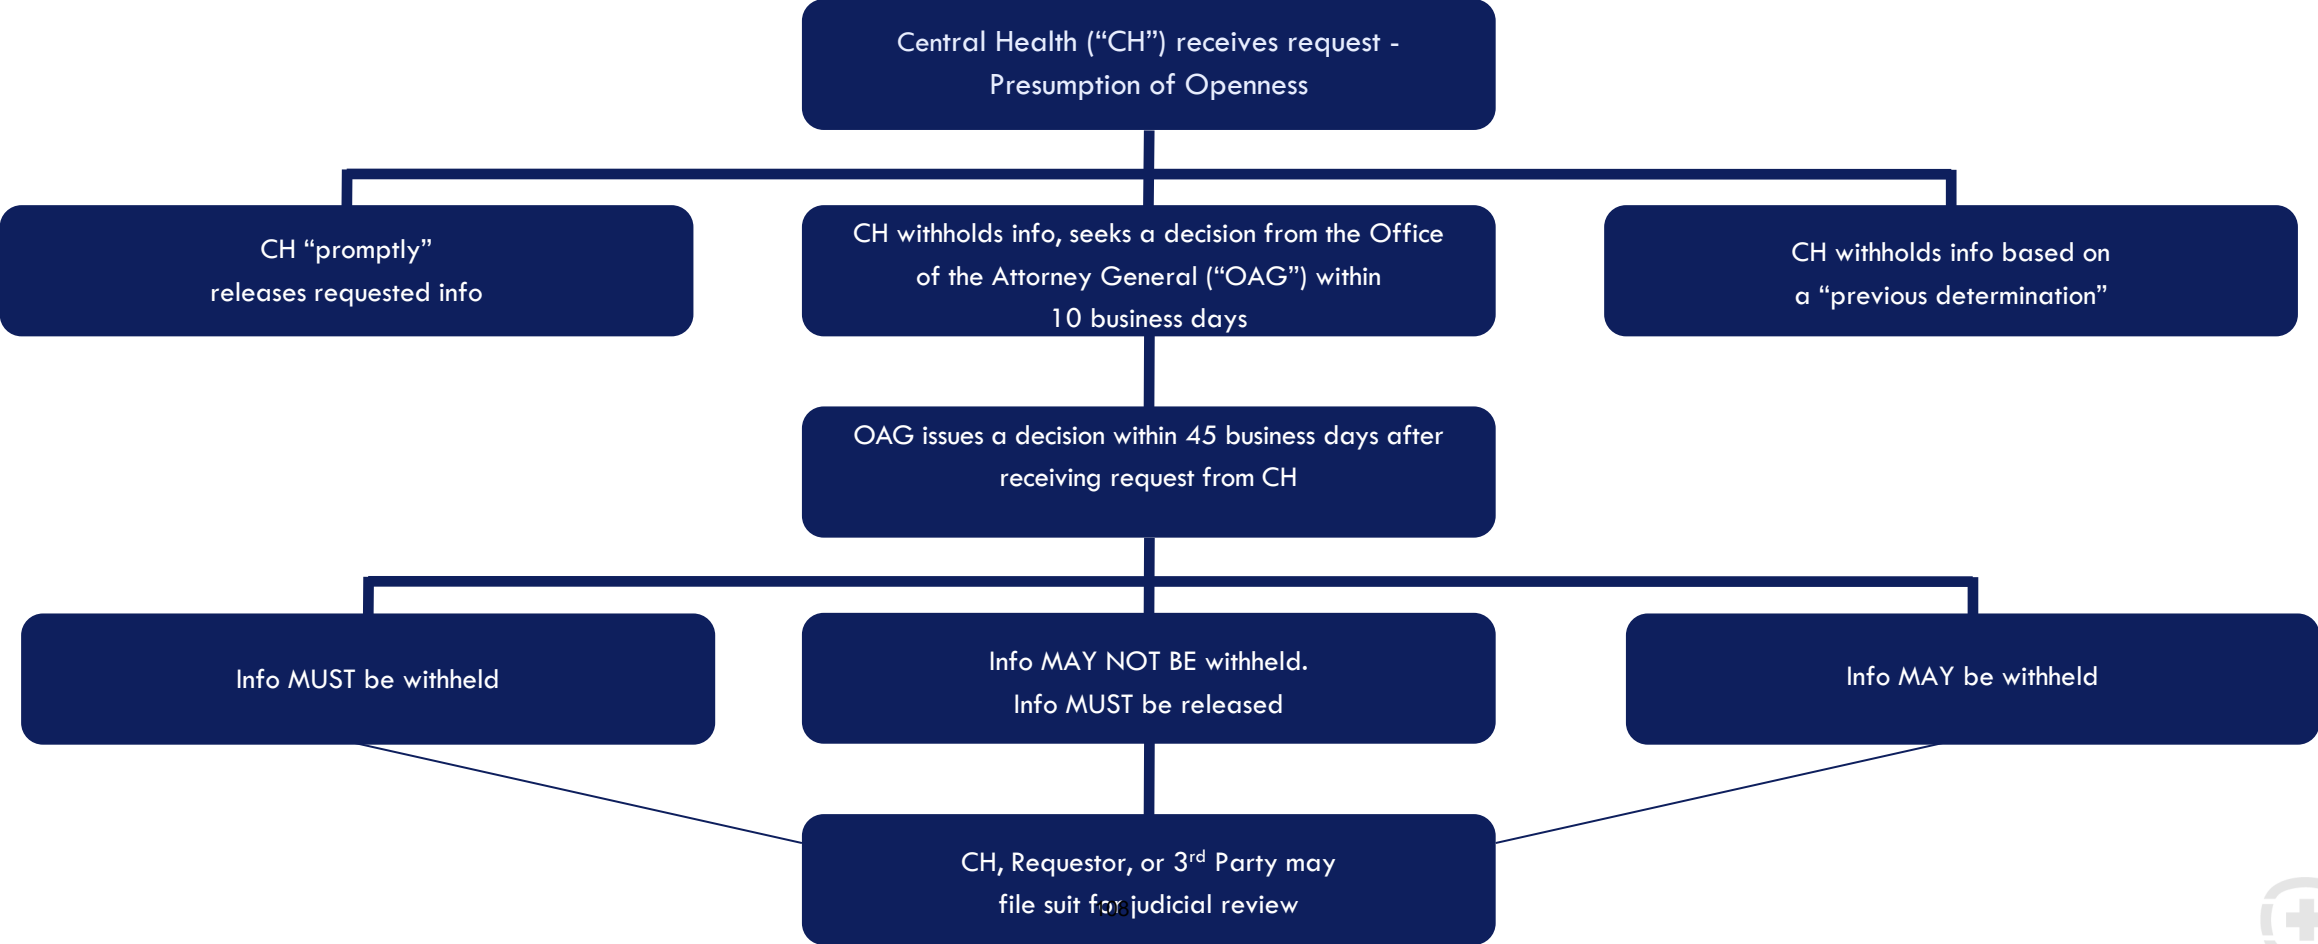 Central Health (“CH”) receives request -
Presumption of Openness
CH “promptly”
releases requested info
CH withholds info, seeks a decision from the Office
of the Attorney General (“OAG”) within
10 business days
CH withholds info based on
a “previous determination”
OAG issues a decision within 45 business days after
receiving request from CH
Info MUST be withheld
Info MAY NOT BE withheld.
Info MUST be released
Info MAY be withheld
CH, Requestor, or 3rd Party may
file suit for judicial review
108